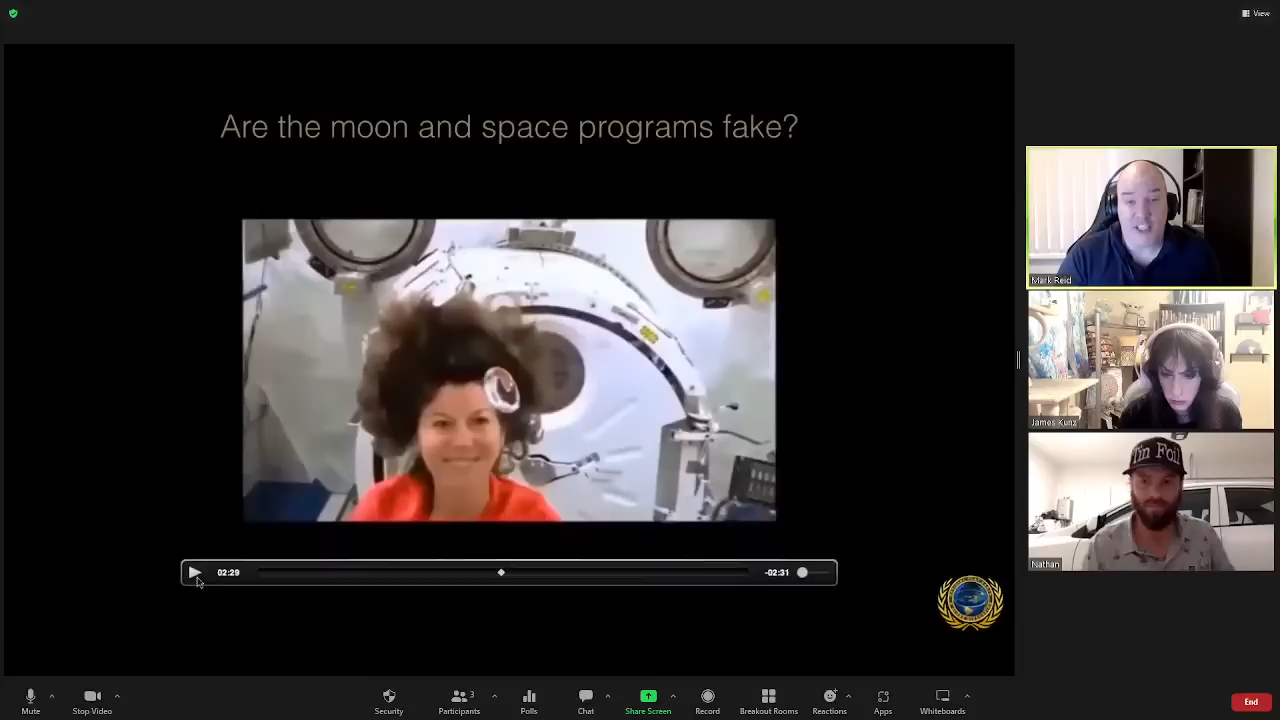 View
Are the moon and space programs fake?
Mark Reid
James Kunz
Tin Foil
Nathan
02:29
-02:31
3
Mute
Stop Video
Security
Participants
Polls
Chat
Share Screen
Record
Breakout Rooms
Reactions
Apps
Whiteboards
End